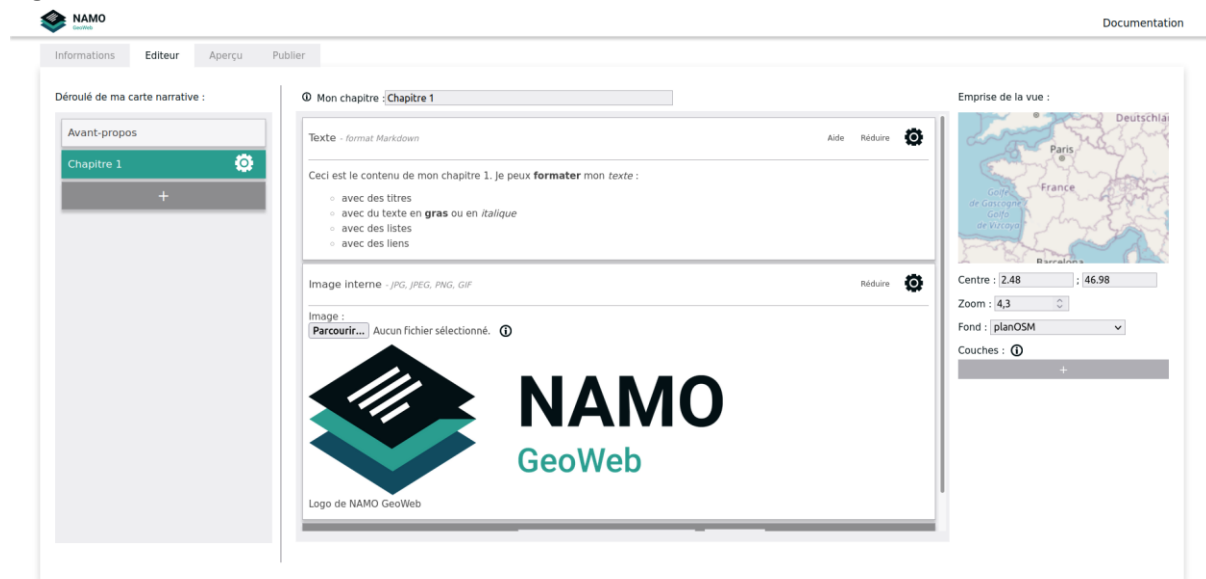 NAMO
GeoWeb
Documentation
Informations Editeur Aperçu Publier
Déroulé de ma carte narrative :
Avant-propos
Chapitre 1
+
Mon chapitre : Chapitre 1
Texte - format Markdown
Aide Réduire
Ceci est le contenu de mon chapitre 1. Je peux formater mon texte :
avec des titres
avec du texte en gras ou en italique
avec des listes
avec des liens
Image interne - JPG, JPEG, PNG, GIF
Réduire
Image :
Parcourir... Aucun fichier sélectionné.
NAMO
GeoWeb
Logo de NAMO GeoWeb
Emprise de la vue :
Deutschla
Paris
France
Golfe
de Gascogne
Golfo
de Vizcaya
Barcelona
Centre : 2.48 ; 46.98
Zoom : 4,3
Fond : planOSM
Couches :
+